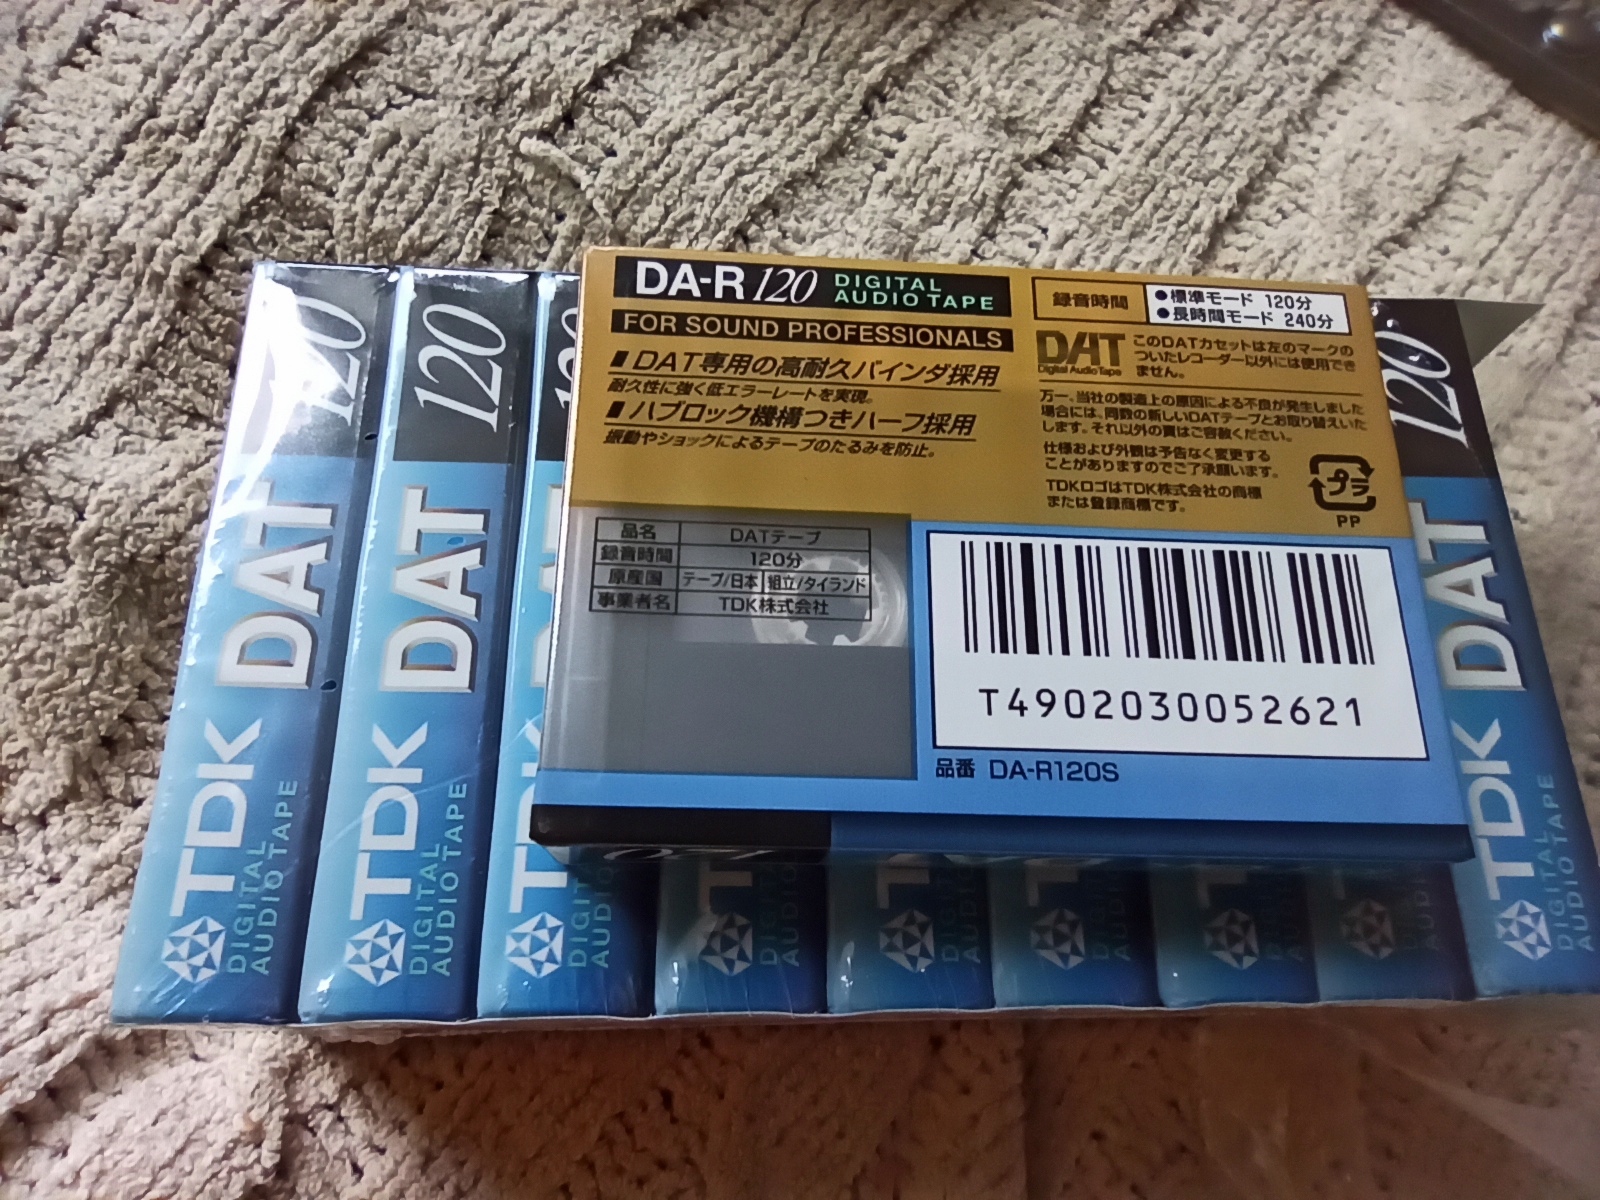 DA-R 120 DIGITAL AUDIO TAPE
FOR SOUND PROFESSIONALS
■DAT専用の高耐久バインダ採用
耐久性に強く低エラーレートを実現。
■ハブロック機構つきハーフ採用
振動やショックによるテープのたるみを防止。
録音時間
●標準モード 120分
●長時間モード 240分
DAT
Digital Audio Tape
このDATカセットは左のマークの
ついたレコーダー以外には使用でき
ません。
万一、当社の製造上の原因による不良が発生しました
場合には、同数の新しいDATテープとお取り替えいた
します。それ以外の責はご容赦ください。
仕様および外観は予告なく変更する
ことがありますのでご了承願います。
TDKロゴはTDK株式会社の商標
または登録商標です。
プラ
PP
品名 DATテープ
録音時間 120分
原産国 テープ/日本 組立/タイランド
事業者名 TDK株式会社
T4902030052621
品番 DA-R120S
TDK DAT 120
DIGITAL
AUDIO TAPE
TDK DAT 120
DIGITAL
AUDIO TAPE
TDK DAT 120
DIGITAL
AUDIO TAPE